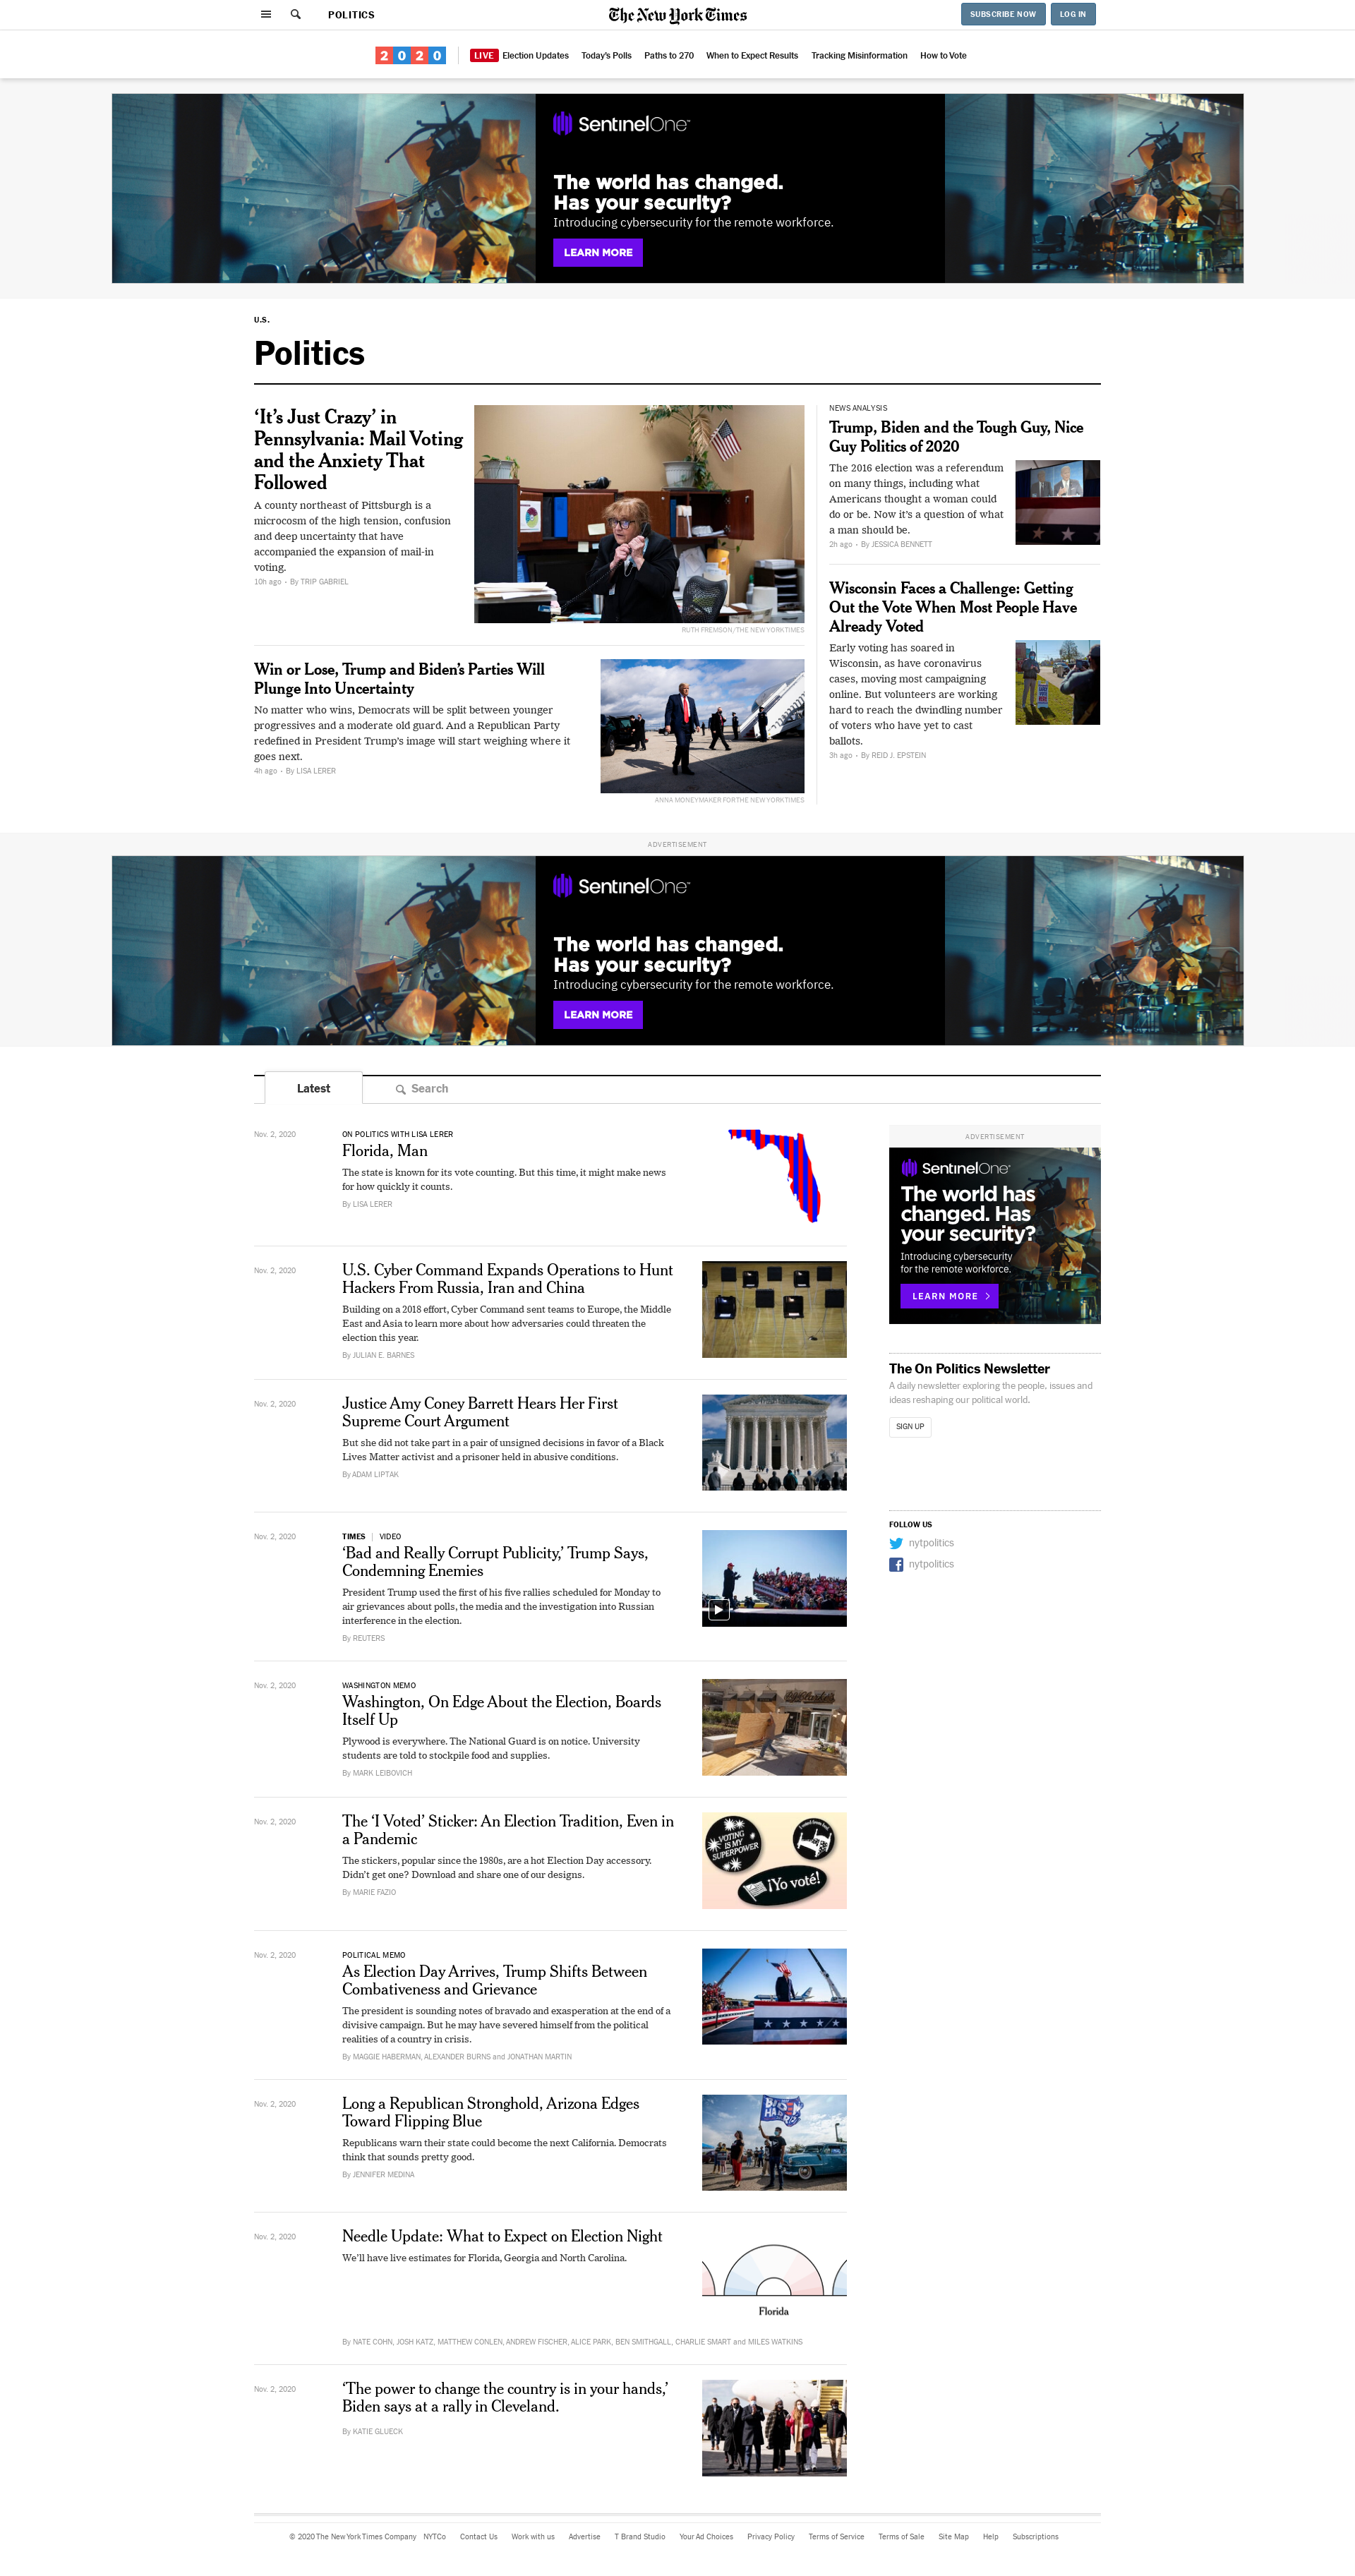 POLITICS
The New York Times
SUBSCRIBE NOW
LOG IN
2020
LIVE Election Updates
Today's Polls
Paths to 270
When to Expect Results
Tracking Misinformation
How to Vote
SentinelOne™
The world has changed.
Has your security?
Introducing cybersecurity for the remote workforce.
LEARN MORE
U.S.
Politics
‘It’s Just Crazy’ in
Pennsylvania: Mail Voting
and the Anxiety That
Followed
A county northeast of Pittsburgh is a
microcosm of the high tension, confusion
and deep uncertainty that have
accompanied the expansion of mail-in
voting.
10h ago • By TRIP GABRIEL
RUTH FREMSON/THE NEW YORK TIMES
Win or Lose, Trump and Biden’s Parties Will
Plunge Into Uncertainty
No matter who wins, Democrats will be split between younger
progressives and a moderate old guard. And a Republican Party
redefined in President Trump’s image will start weighing where it
goes next.
4h ago • By LISA LERER
ANNA MONEYMAKER FOR THE NEW YORK TIMES
NEWS ANALYSIS
Trump, Biden and the Tough Guy, Nice
Guy Politics of 2020
The 2016 election was a referendum
on many things, including what
Americans thought a woman could
do or be. Now it’s a question of what
a man should be.
2h ago • By JESSICA BENNETT
Wisconsin Faces a Challenge: Getting
Out the Vote When Most People Have
Already Voted
Early voting has soared in
Wisconsin, as have coronavirus
cases, moving most campaigning
online. But volunteers are working
hard to reach the dwindling number
of voters who have yet to cast
ballots.
3h ago • By REID J. EPSTEIN
ADVERTISEMENT
SentinelOne™
The world has changed.
Has your security?
Introducing cybersecurity for the remote workforce.
LEARN MORE
Latest
Search
Nov. 2, 2020
ON POLITICS WITH LISA LERER
Florida, Man
The state is known for its vote counting. But this time, it might make news
for how quickly it counts.
By LISA LERER
Nov. 2, 2020
U.S. Cyber Command Expands Operations to Hunt
Hackers From Russia, Iran and China
Building on a 2018 effort, Cyber Command sent teams to Europe, the Middle
East and Asia to learn more about how adversaries could threaten the
election this year.
By JULIAN E. BARNES
Nov. 2, 2020
Justice Amy Coney Barrett Hears Her First
Supreme Court Argument
But she did not take part in a pair of unsigned decisions in favor of a Black
Lives Matter activist and a prisoner held in abusive conditions.
By ADAM LIPTAK
Nov. 2, 2020
TIMES | VIDEO
‘Bad and Really Corrupt Publicity,’ Trump Says,
Condemning Enemies
President Trump used the first of his five rallies scheduled for Monday to
air grievances about polls, the media and the investigation into Russian
interference in the election.
By REUTERS
Nov. 2, 2020
WASHINGTON MEMO
Washington, On Edge About the Election, Boards
Itself Up
Plywood is everywhere. The National Guard is on notice. University
students are told to stockpile food and supplies.
By MARK LEIBOVICH
Nov. 2, 2020
The ‘I Voted’ Sticker: An Election Tradition, Even in
a Pandemic
The stickers, popular since the 1980s, are a hot Election Day accessory.
Didn’t get one? Download and share one of our designs.
By MARIE FAZIO
VOTING
IS MY
SUPERPOWER
¡Yo voté!
Nov. 2, 2020
POLITICAL MEMO
As Election Day Arrives, Trump Shifts Between
Combativeness and Grievance
The president is sounding notes of bravado and exasperation at the end of a
divisive campaign. But he may have severed himself from the political
realities of a country in crisis.
By MAGGIE HABERMAN, ALEXANDER BURNS and JONATHAN MARTIN
Nov. 2, 2020
Long a Republican Stronghold, Arizona Edges
Toward Flipping Blue
Republicans warn their state could become the next California. Democrats
think that sounds pretty good.
By JENNIFER MEDINA
Nov. 2, 2020
Needle Update: What to Expect on Election Night
We’ll have live estimates for Florida, Georgia and North Carolina.
Florida
By NATE COHN, JOSH KATZ, MATTHEW CONLEN, ANDREW FISCHER, ALICE PARK, BEN SMITHGALL, CHARLIE SMART and MILES WATKINS
Nov. 2, 2020
‘The power to change the country is in your hands,’
Biden says at a rally in Cleveland.
By KATIE GLUECK
ADVERTISEMENT
SentinelOne™
The world has
changed. Has
your security?
Introducing cybersecurity
for the remote workforce.
LEARN MORE
The On Politics Newsletter
A daily newsletter exploring the people, issues and
ideas reshaping our political world.
SIGN UP
FOLLOW US
nytpolitics
nytpolitics
© 2020 The New York Times Company
NYTCo
Contact Us
Work with us
Advertise
T Brand Studio
Your Ad Choices
Privacy Policy
Terms of Service
Terms of Sale
Site Map
Help
Subscriptions